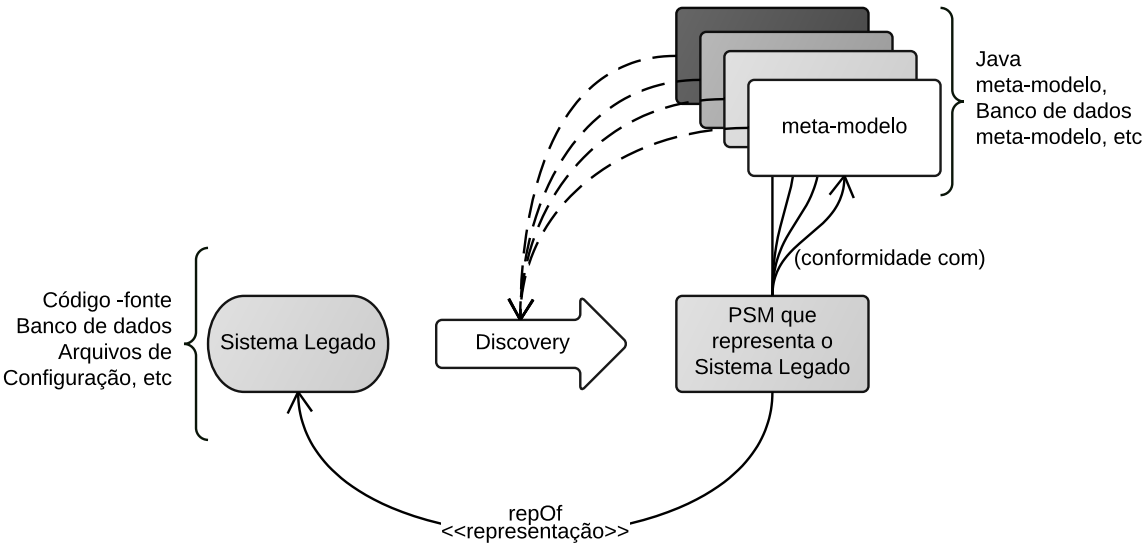 Java
meta-modelo,
Banco de dados
meta-modelo, etc
meta-modelo
(conformidade com)
Código -fonte
Banco de dados
Arquivos de
Configuração, etc
Sistema Legado
Discovery
PSM que
representa o
Sistema Legado
repOf
<<representação>>